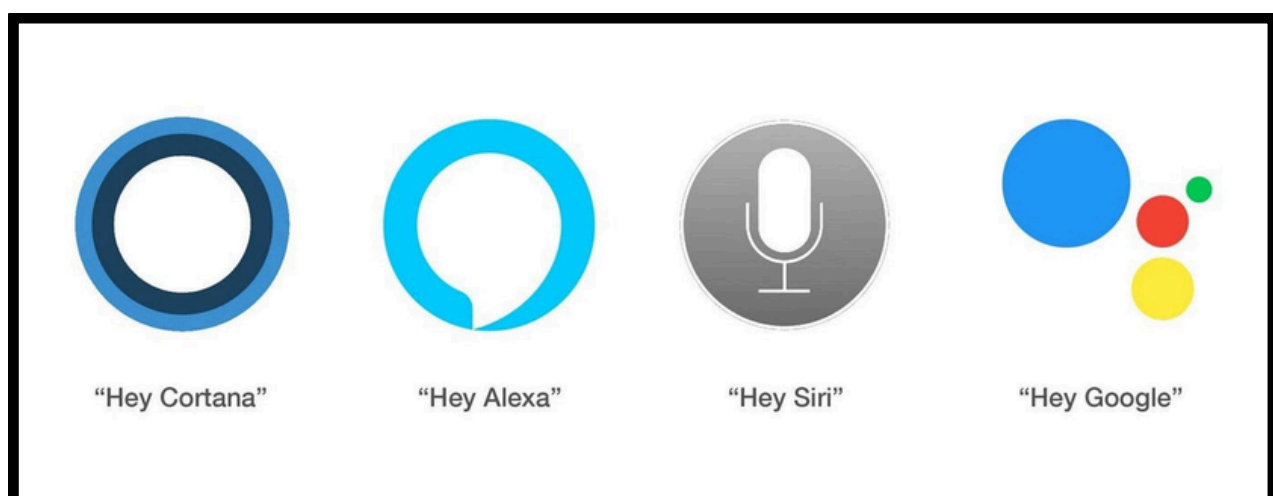 “Hey Cortana”
“Hey Alexa”
“Hey Siri”
“Hey Google”